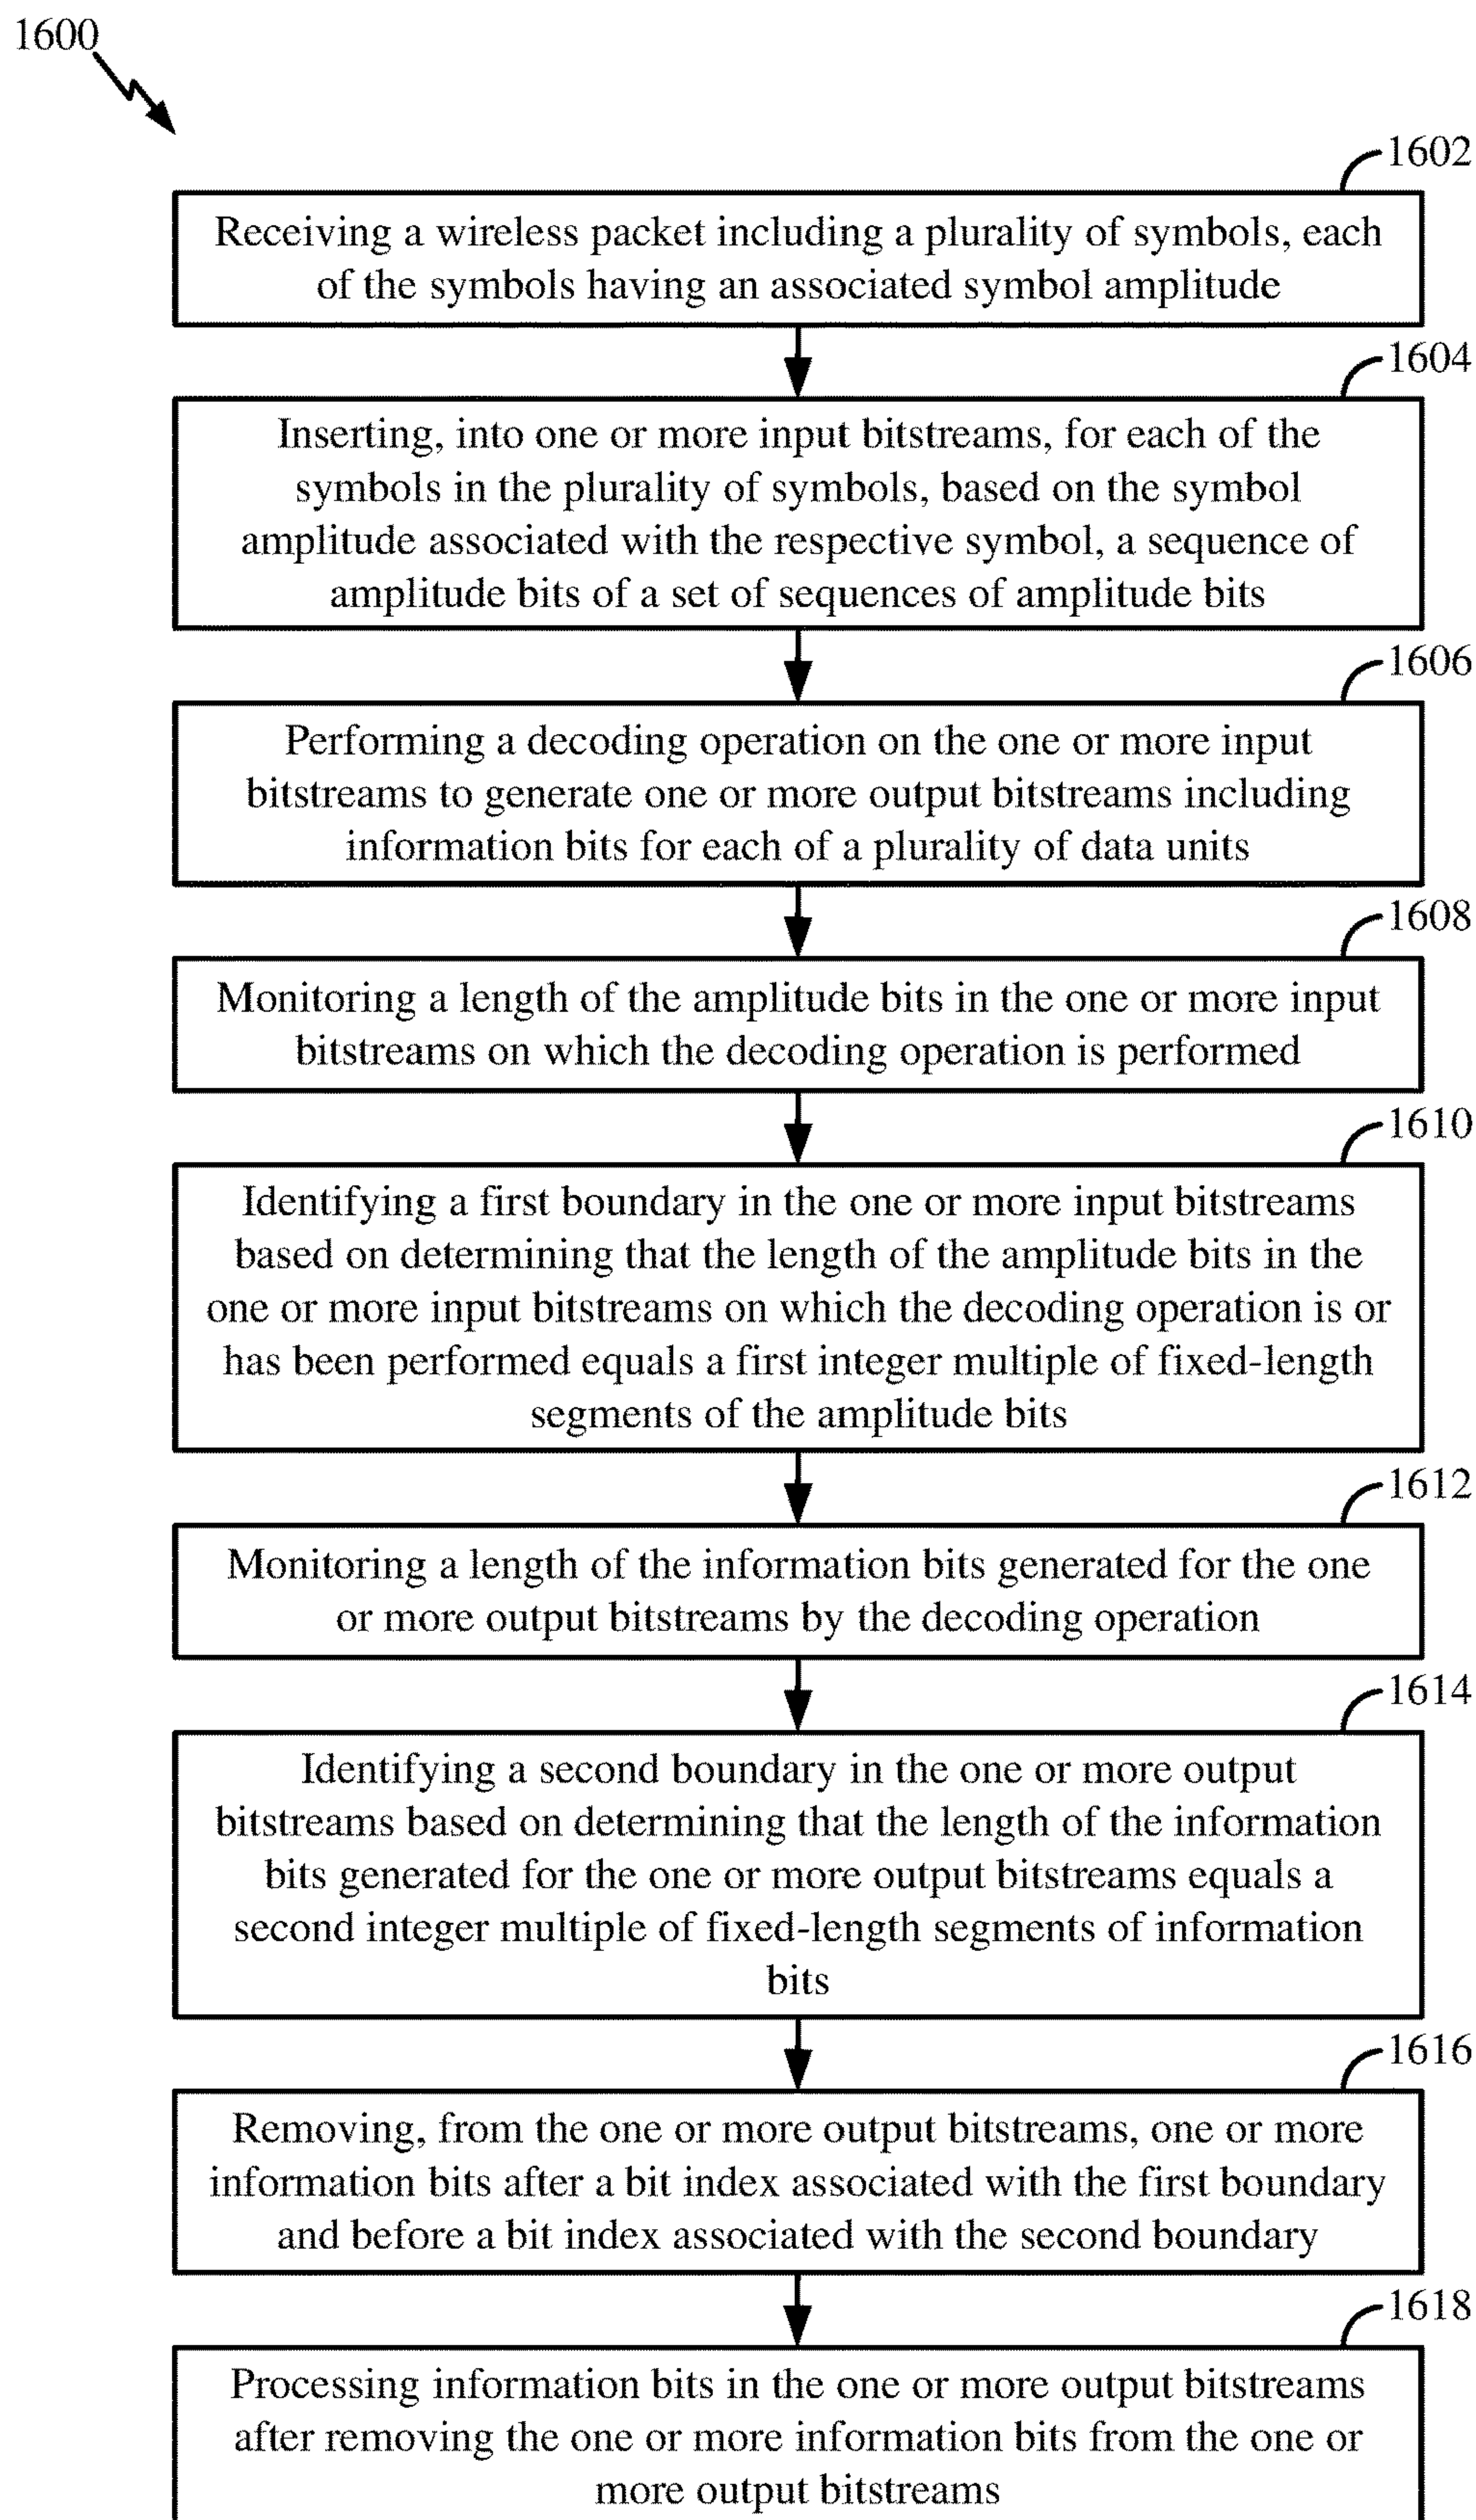 1600
1602
Receiving a wireless packet including a plurality of symbols, each
of the symbols having an associated symbol amplitude
1604
Inserting, into one or more input bitstreams, for each of the
symbols in the plurality of symbols, based on the symbol
amplitude associated with the respective symbol, a sequence of
amplitude bits of a set of sequences of amplitude bits
1606
Performing a decoding operation on the one or more input
bitstreams to generate one or more output bitstreams including
information bits for each of a plurality of data units
1608
Monitoring a length of the amplitude bits in the one or more input
bitstreams on which the decoding operation is performed
1610
Identifying a first boundary in the one or more input bitstreams
based on determining that the length of the amplitude bits in the
one or more input bitstreams on which the decoding operation is or
has been performed equals a first integer multiple of fixed-length
segments of the amplitude bits
1612
Monitoring a length of the information bits generated for the one
or more output bitstreams by the decoding operation
1614
Identifying a second boundary in the one or more output
bitstreams based on determining that the length of the information
bits generated for the one or more output bitstreams equals a
second integer multiple of fixed-length segments of information
bits
1616
Removing, from the one or more output bitstreams, one or more
information bits after a bit index associated with the first boundary
and before a bit index associated with the second boundary
1618
Processing information bits in the one or more output bitstreams
after removing the one or more information bits from the one or
more output bitstreams